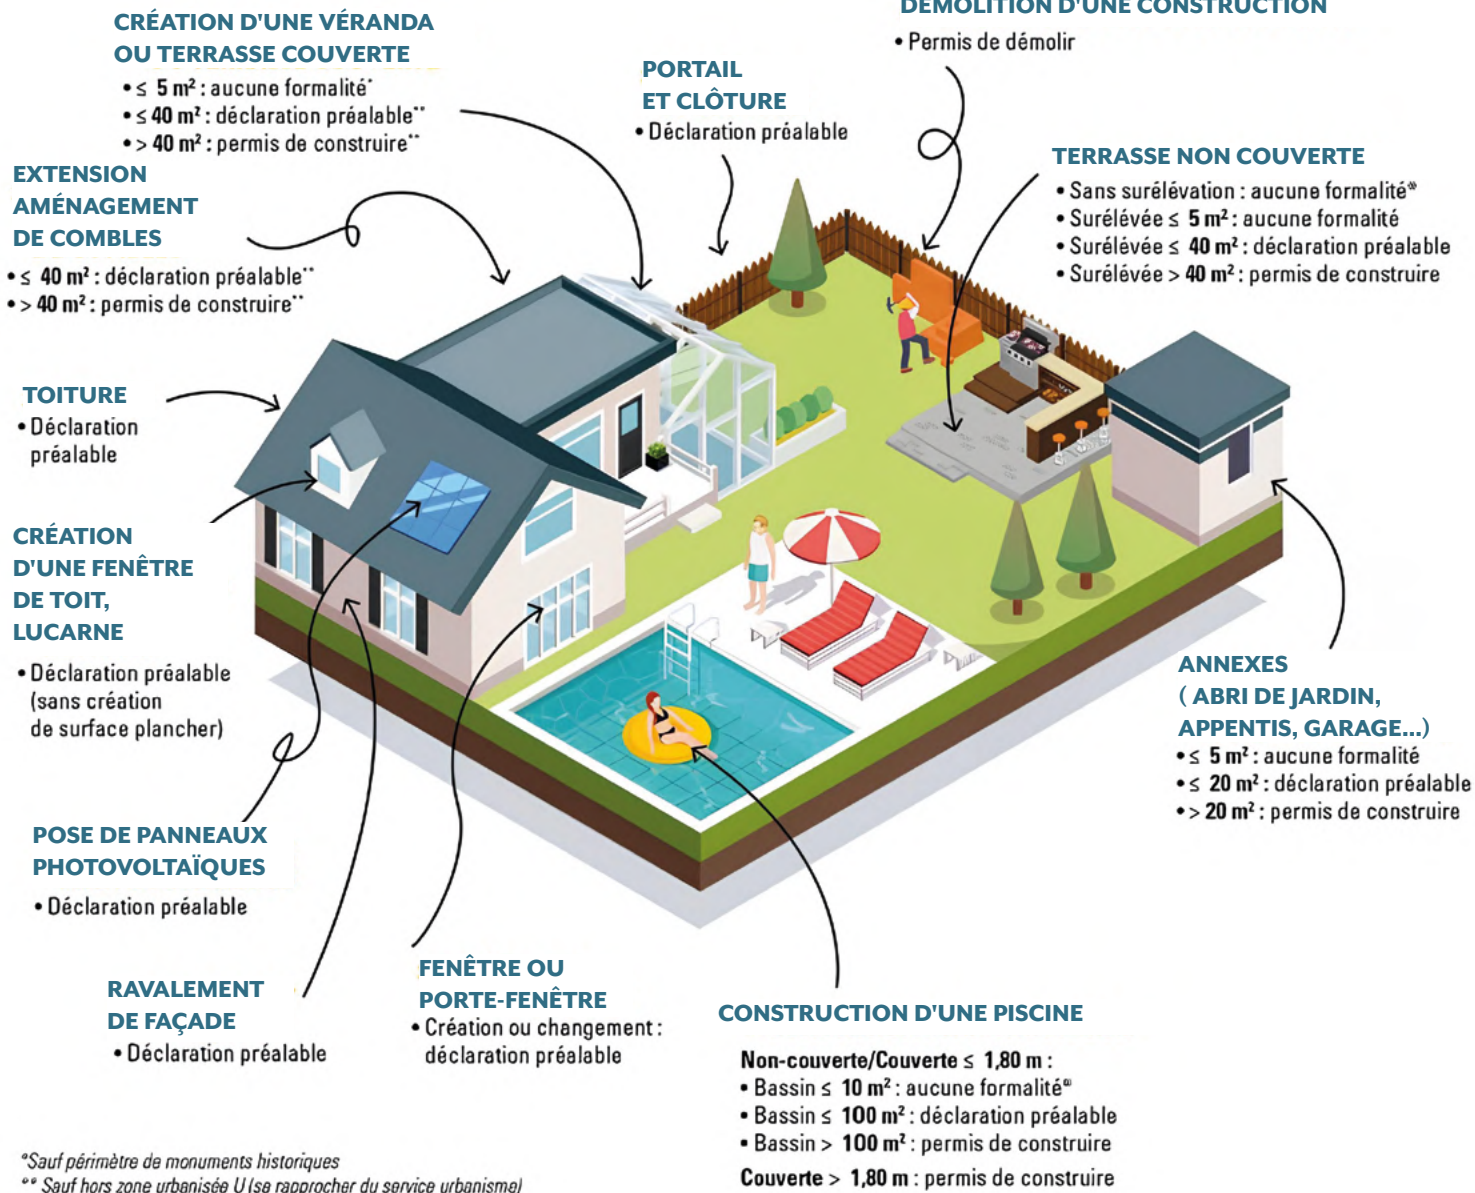 CRÉATION D'UNE VÉRANDA
OU TERRASSE COUVERTE
• ≤ 5 m² : aucune formalité*
• ≤ 40 m² : déclaration préalable**
• > 40 m² : permis de construire**
EXTENSION
AMÉNAGEMENT
DE COMBLES
• ≤ 40 m² : déclaration préalable**
• > 40 m² : permis de construire**
TOITURE
• Déclaration
préalable
CRÉATION
D'UNE FENÊTRE
DE TOIT,
LUCARNE
• Déclaration préalable
(sans création
de surface plancher)
POSE DE PANNEAUX
PHOTOVOLTAÏQUES
• Déclaration préalable
RAVALEMENT
DE FAÇADE
• Déclaration préalable
FENÊTRE OU
PORTE-FENÊTRE
• Création ou changement :
déclaration préalable
PORTAIL
ET CLÔTURE
• Déclaration préalable
DÉMOLITION D'UNE CONSTRUCTION
• Permis de démolir
TERRASSE NON COUVERTE
• Sans surélévation : aucune formalité*
• Surélévée ≤ 5 m² : aucune formalité
• Surélévée ≤ 40 m² : déclaration préalable
• Surélévée > 40 m² : permis de construire
ANNEXES
( ABRI DE JARDIN,
APPENTIS, GARAGE...)
• ≤ 5 m² : aucune formalité
• ≤ 20 m² : déclaration préalable
• > 20 m² : permis de construire
CONSTRUCTION D'UNE PISCINE
Non-couverte/Couverte ≤ 1,80 m :
• Bassin ≤ 10 m² : aucune formalité*
• Bassin ≤ 100 m² : déclaration préalable
• Bassin > 100 m² : permis de construire
Couverte > 1,80 m : permis de construire
*Sauf périmètre de monuments historiques
** Sauf hors zone urbanisée U (se rapprocher du service urbanisme)